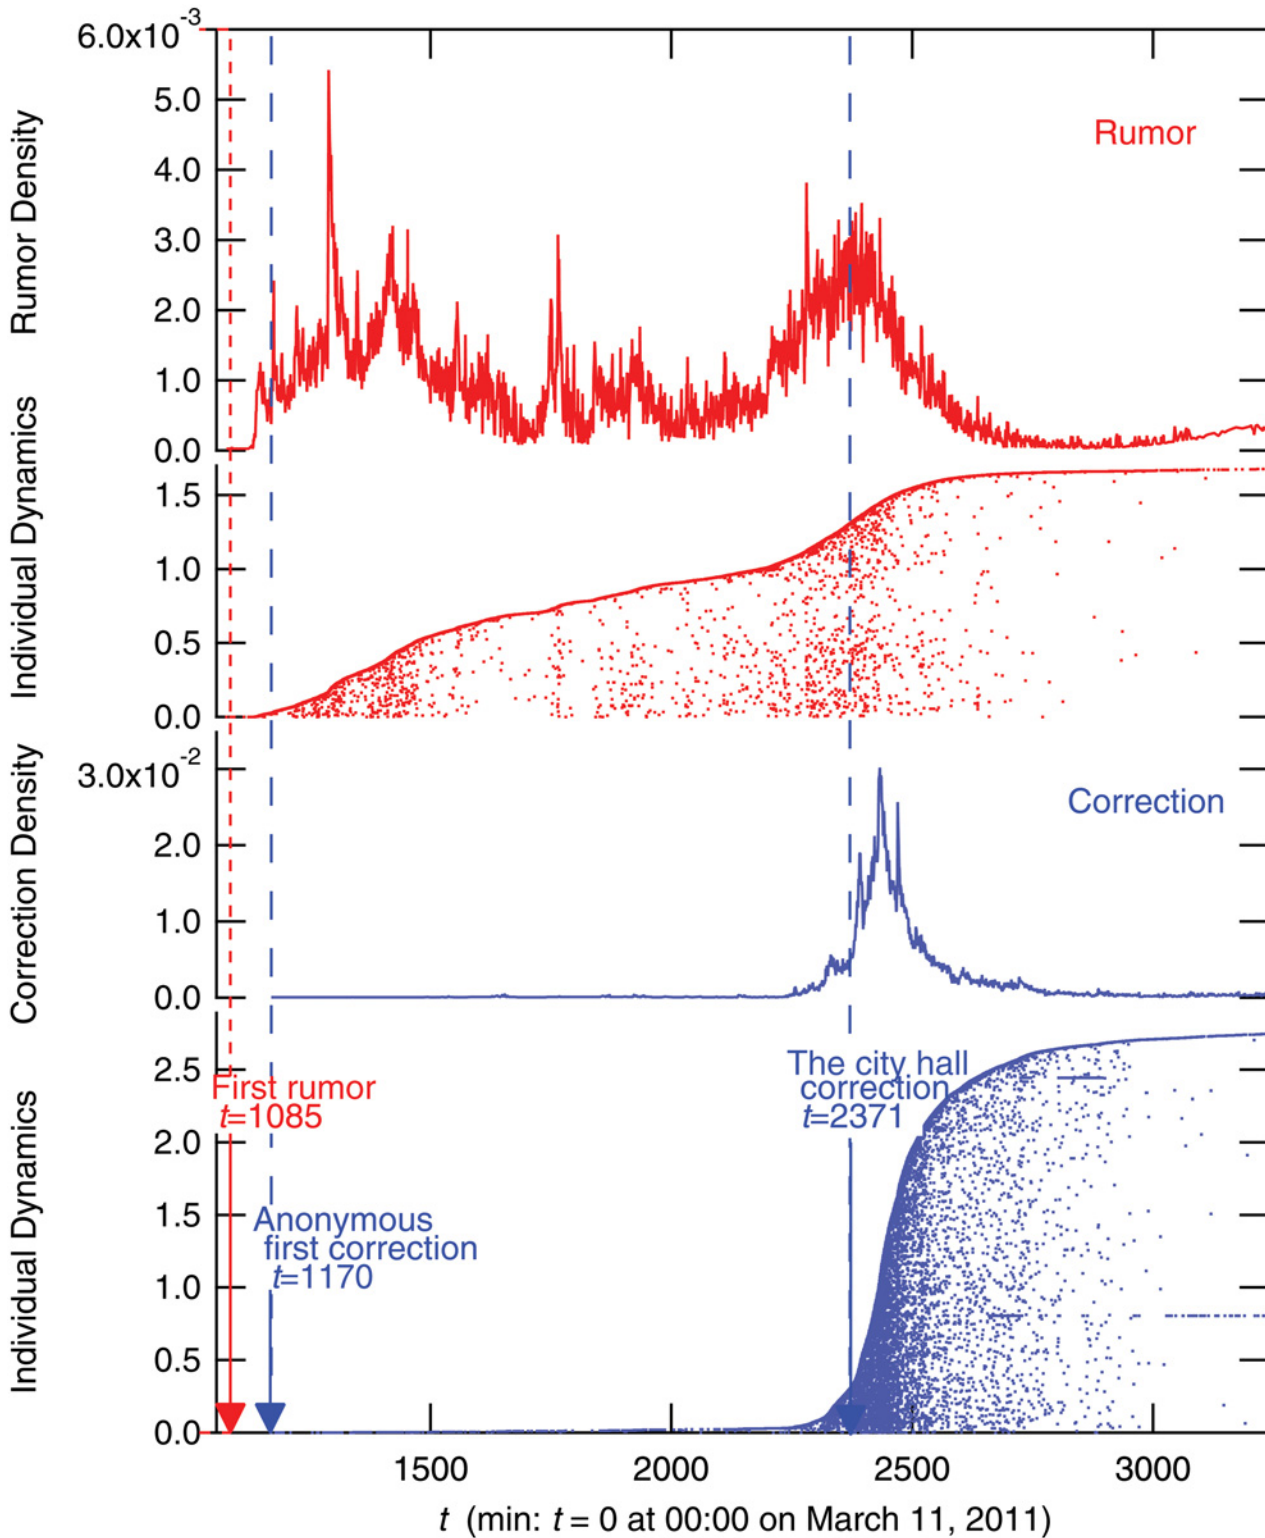 6.0x10-3
5.0
4.0
3.0
2.0
1.0
0.0
Rumor Density
Rumor
1.5
1.0
0.5
0.0
Individual Dynamics
3.0x10-2
2.0
1.0
0.0
Correction Density
Correction
2.5
2.0
1.5
1.0
0.5
0.0
Individual Dynamics
First rumor
t=1085
Anonymous
first correction
t=1170
The city hall
correction
t=2371
1500 2000 2500 3000
t (min: t = 0 at 00:00 on March 11, 2011)